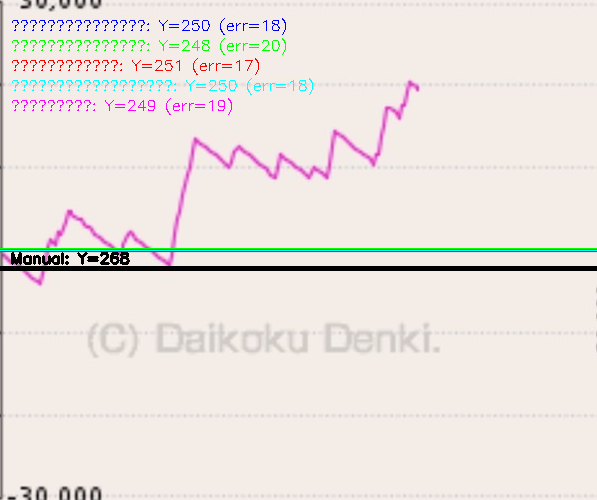 30,000
???????????????: Y=250 (err=18)
???????????????: Y=248 (err=20)
????????????: Y=251 (err=17)
??????????????????: Y=250 (err=18)
?????????: Y=249 (err=19)
Manual: Y=268
(C) Daikoku Denki.
-30,000